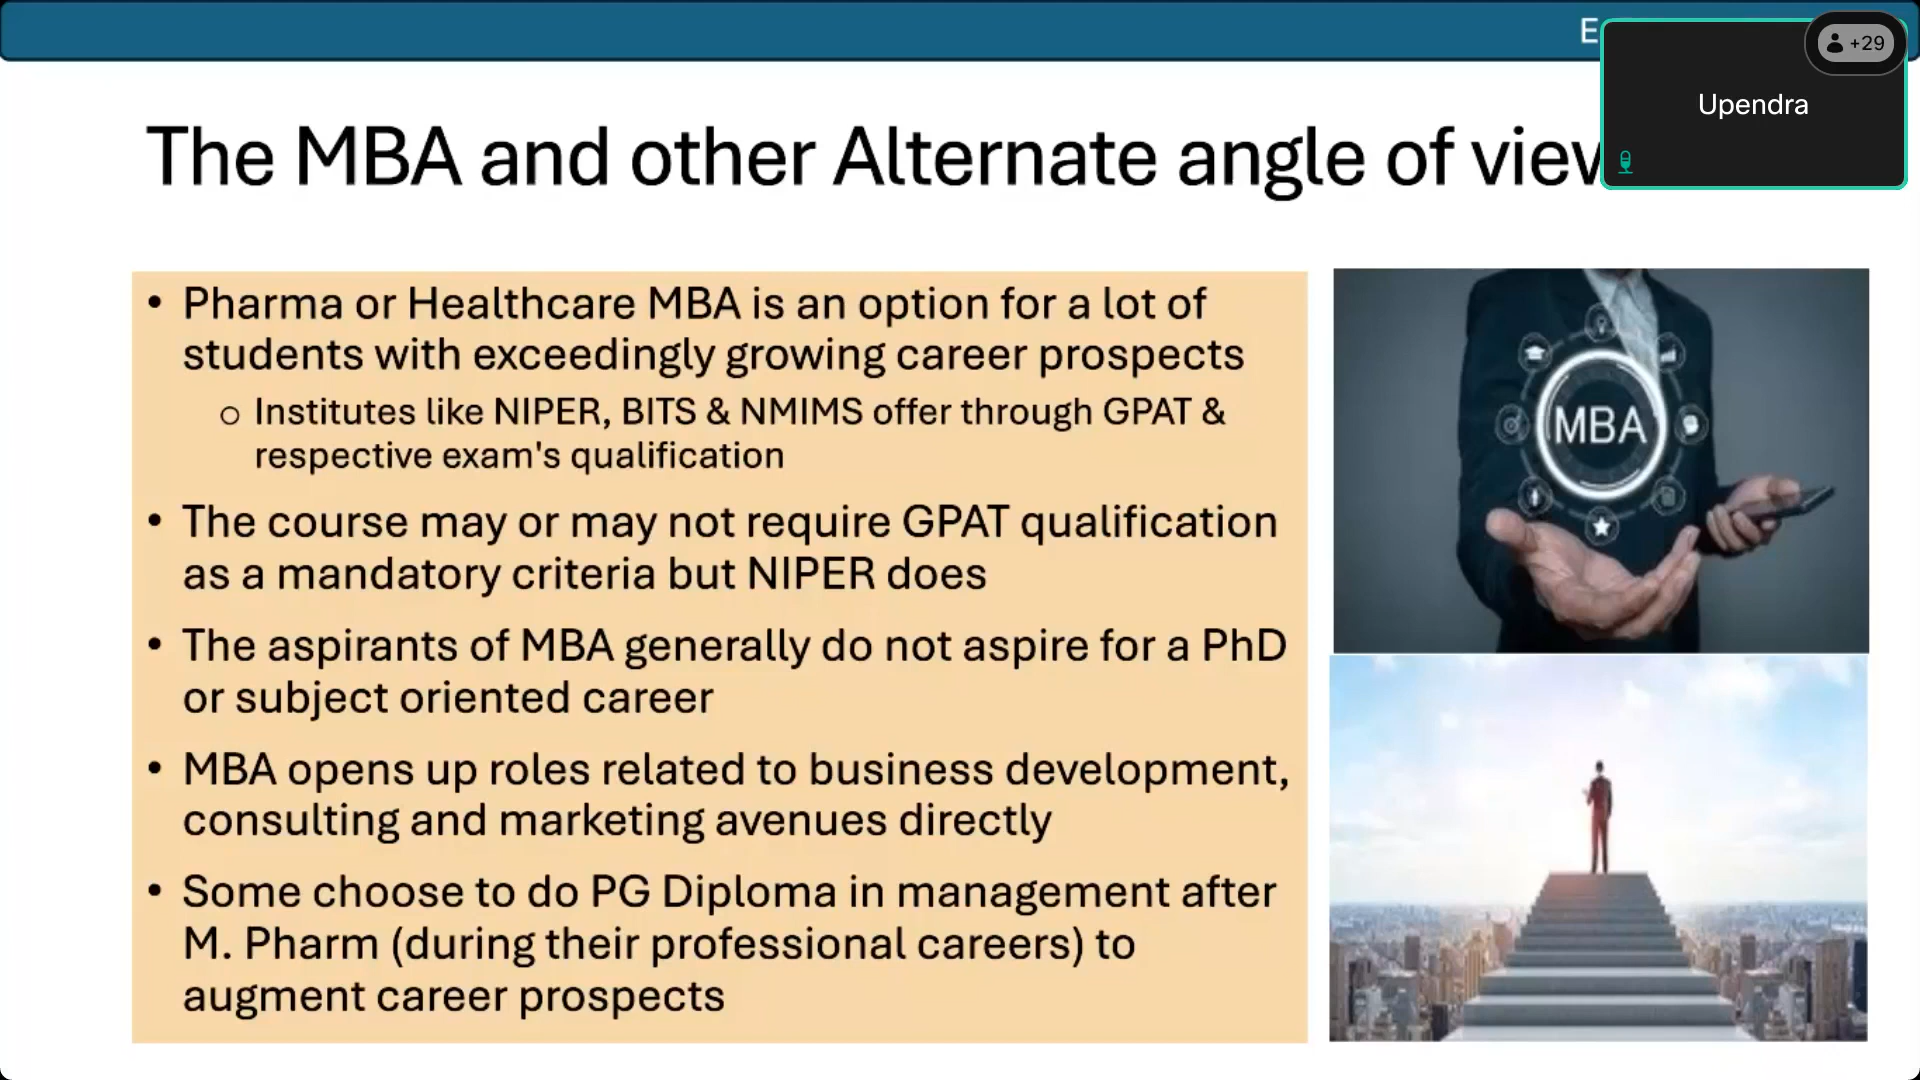 +29
Upendra
The MBA and other Alternate angle of view
• Pharma or Healthcare MBA is an option for a lot of
students with exceedingly growing career prospects
o Institutes like NIPER, BITS & NMIMS offer through GPAT &
respective exam's qualification
• The course may or may not require GPAT qualification
as a mandatory criteria but NIPER does
• The aspirants of MBA generally do not aspire for a PhD
or subject oriented career
• MBA opens up roles related to business development,
consulting and marketing avenues directly
• Some choose to do PG Diploma in management after
M. Pharm (during their professional careers) to
augment career prospects
MBA